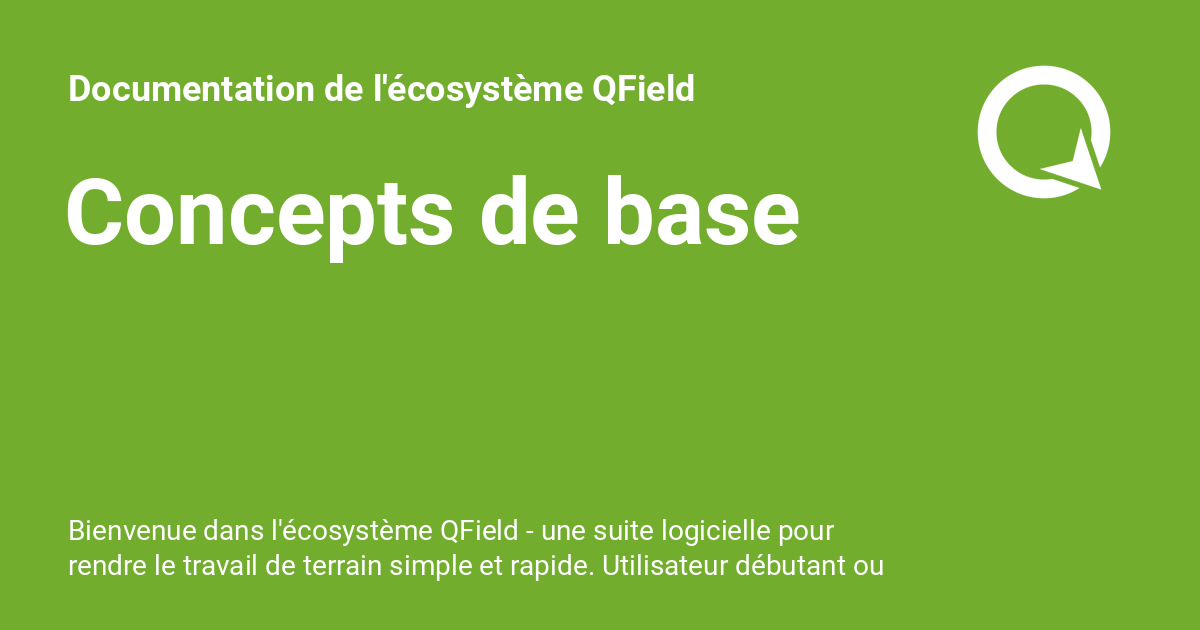 Documentation de l'écosystème QField
Concepts de base
Bienvenue dans l'écosystème QField - une suite logicielle pour
rendre le travail de terrain simple et rapide. Utilisateur débutant ou